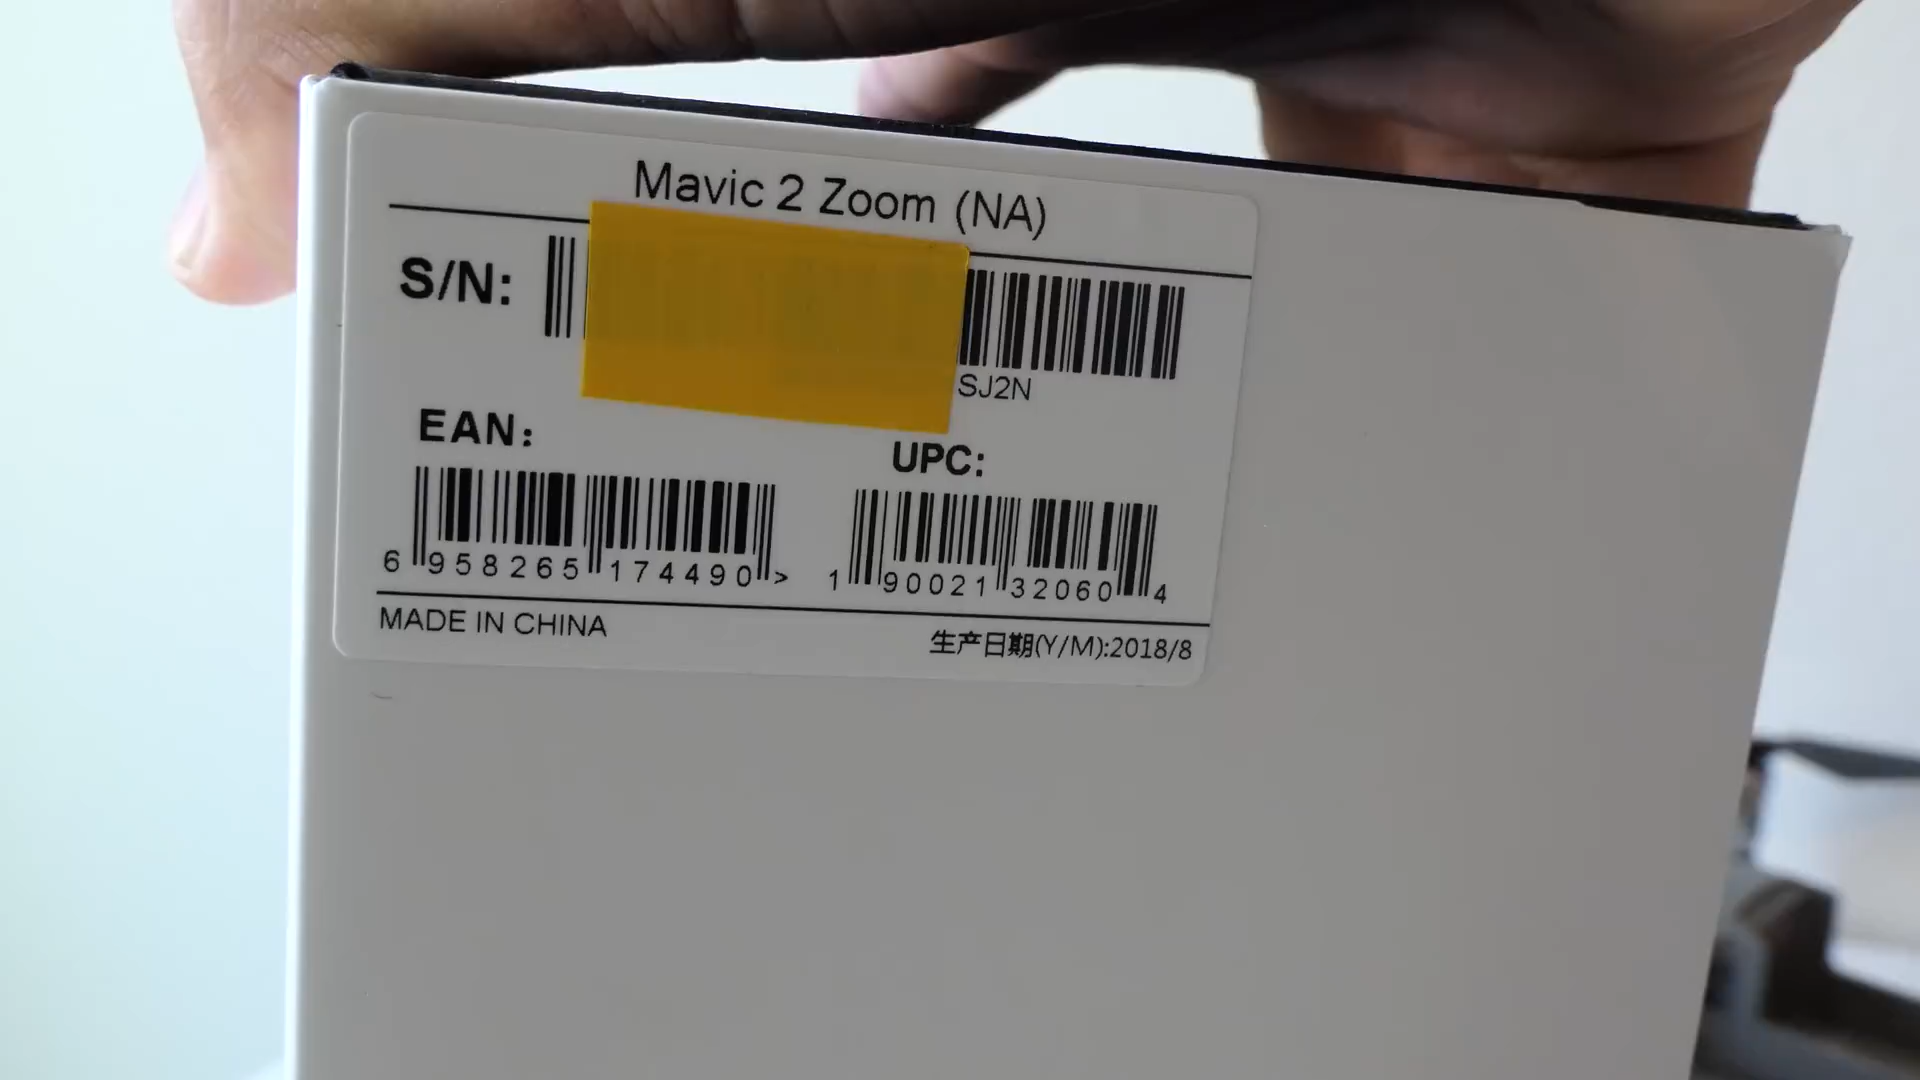 Mavic 2 Zoom (NA)
S/N:
SJ2N
EAN:
6 958265 174490 >
UPC:
1 90021 32060 4
MADE IN CHINA
生产日期(Y/M):2018/8